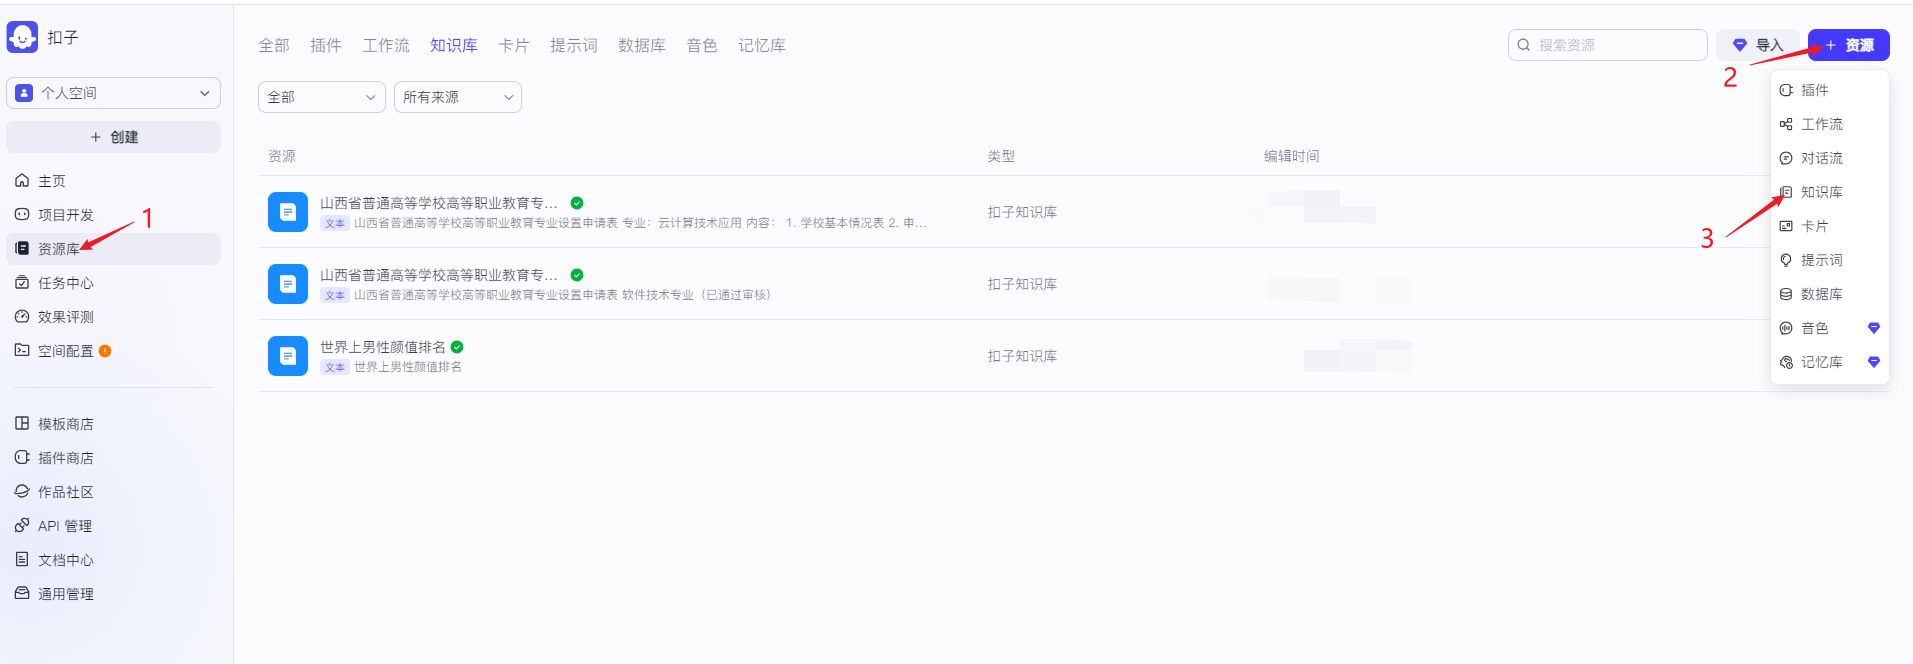 扣子
个人空间
+ 创建
主页
项目开发
资源库
任务中心
效果评测
空间配置
模板商店
插件商店
作品社区
API 管理
文档中心
通用管理
1
全部 插件 工作流 知识库 卡片 提示词 数据库 音色 记忆库
搜索资源
导入
+ 资源
2
全部
所有来源
资源 类型 编辑时间
山西省普通高等学校高等职业教育专...
文本 山西省普通高等学校高等职业教育专业设置申请表 专业：云计算技术应用 内容： 1. 学校基本情况表 2. 申...
扣子知识库
山西省普通高等学校高等职业教育专...
文本 山西省普通高等学校高等职业教育专业设置申请表 软件技术专业（已通过审核）
扣子知识库
世界上男性颜值排名
文本 世界上男性颜值排名
扣子知识库
插件
工作流
对话流
知识库
3
卡片
提示词
数据库
音色
记忆库